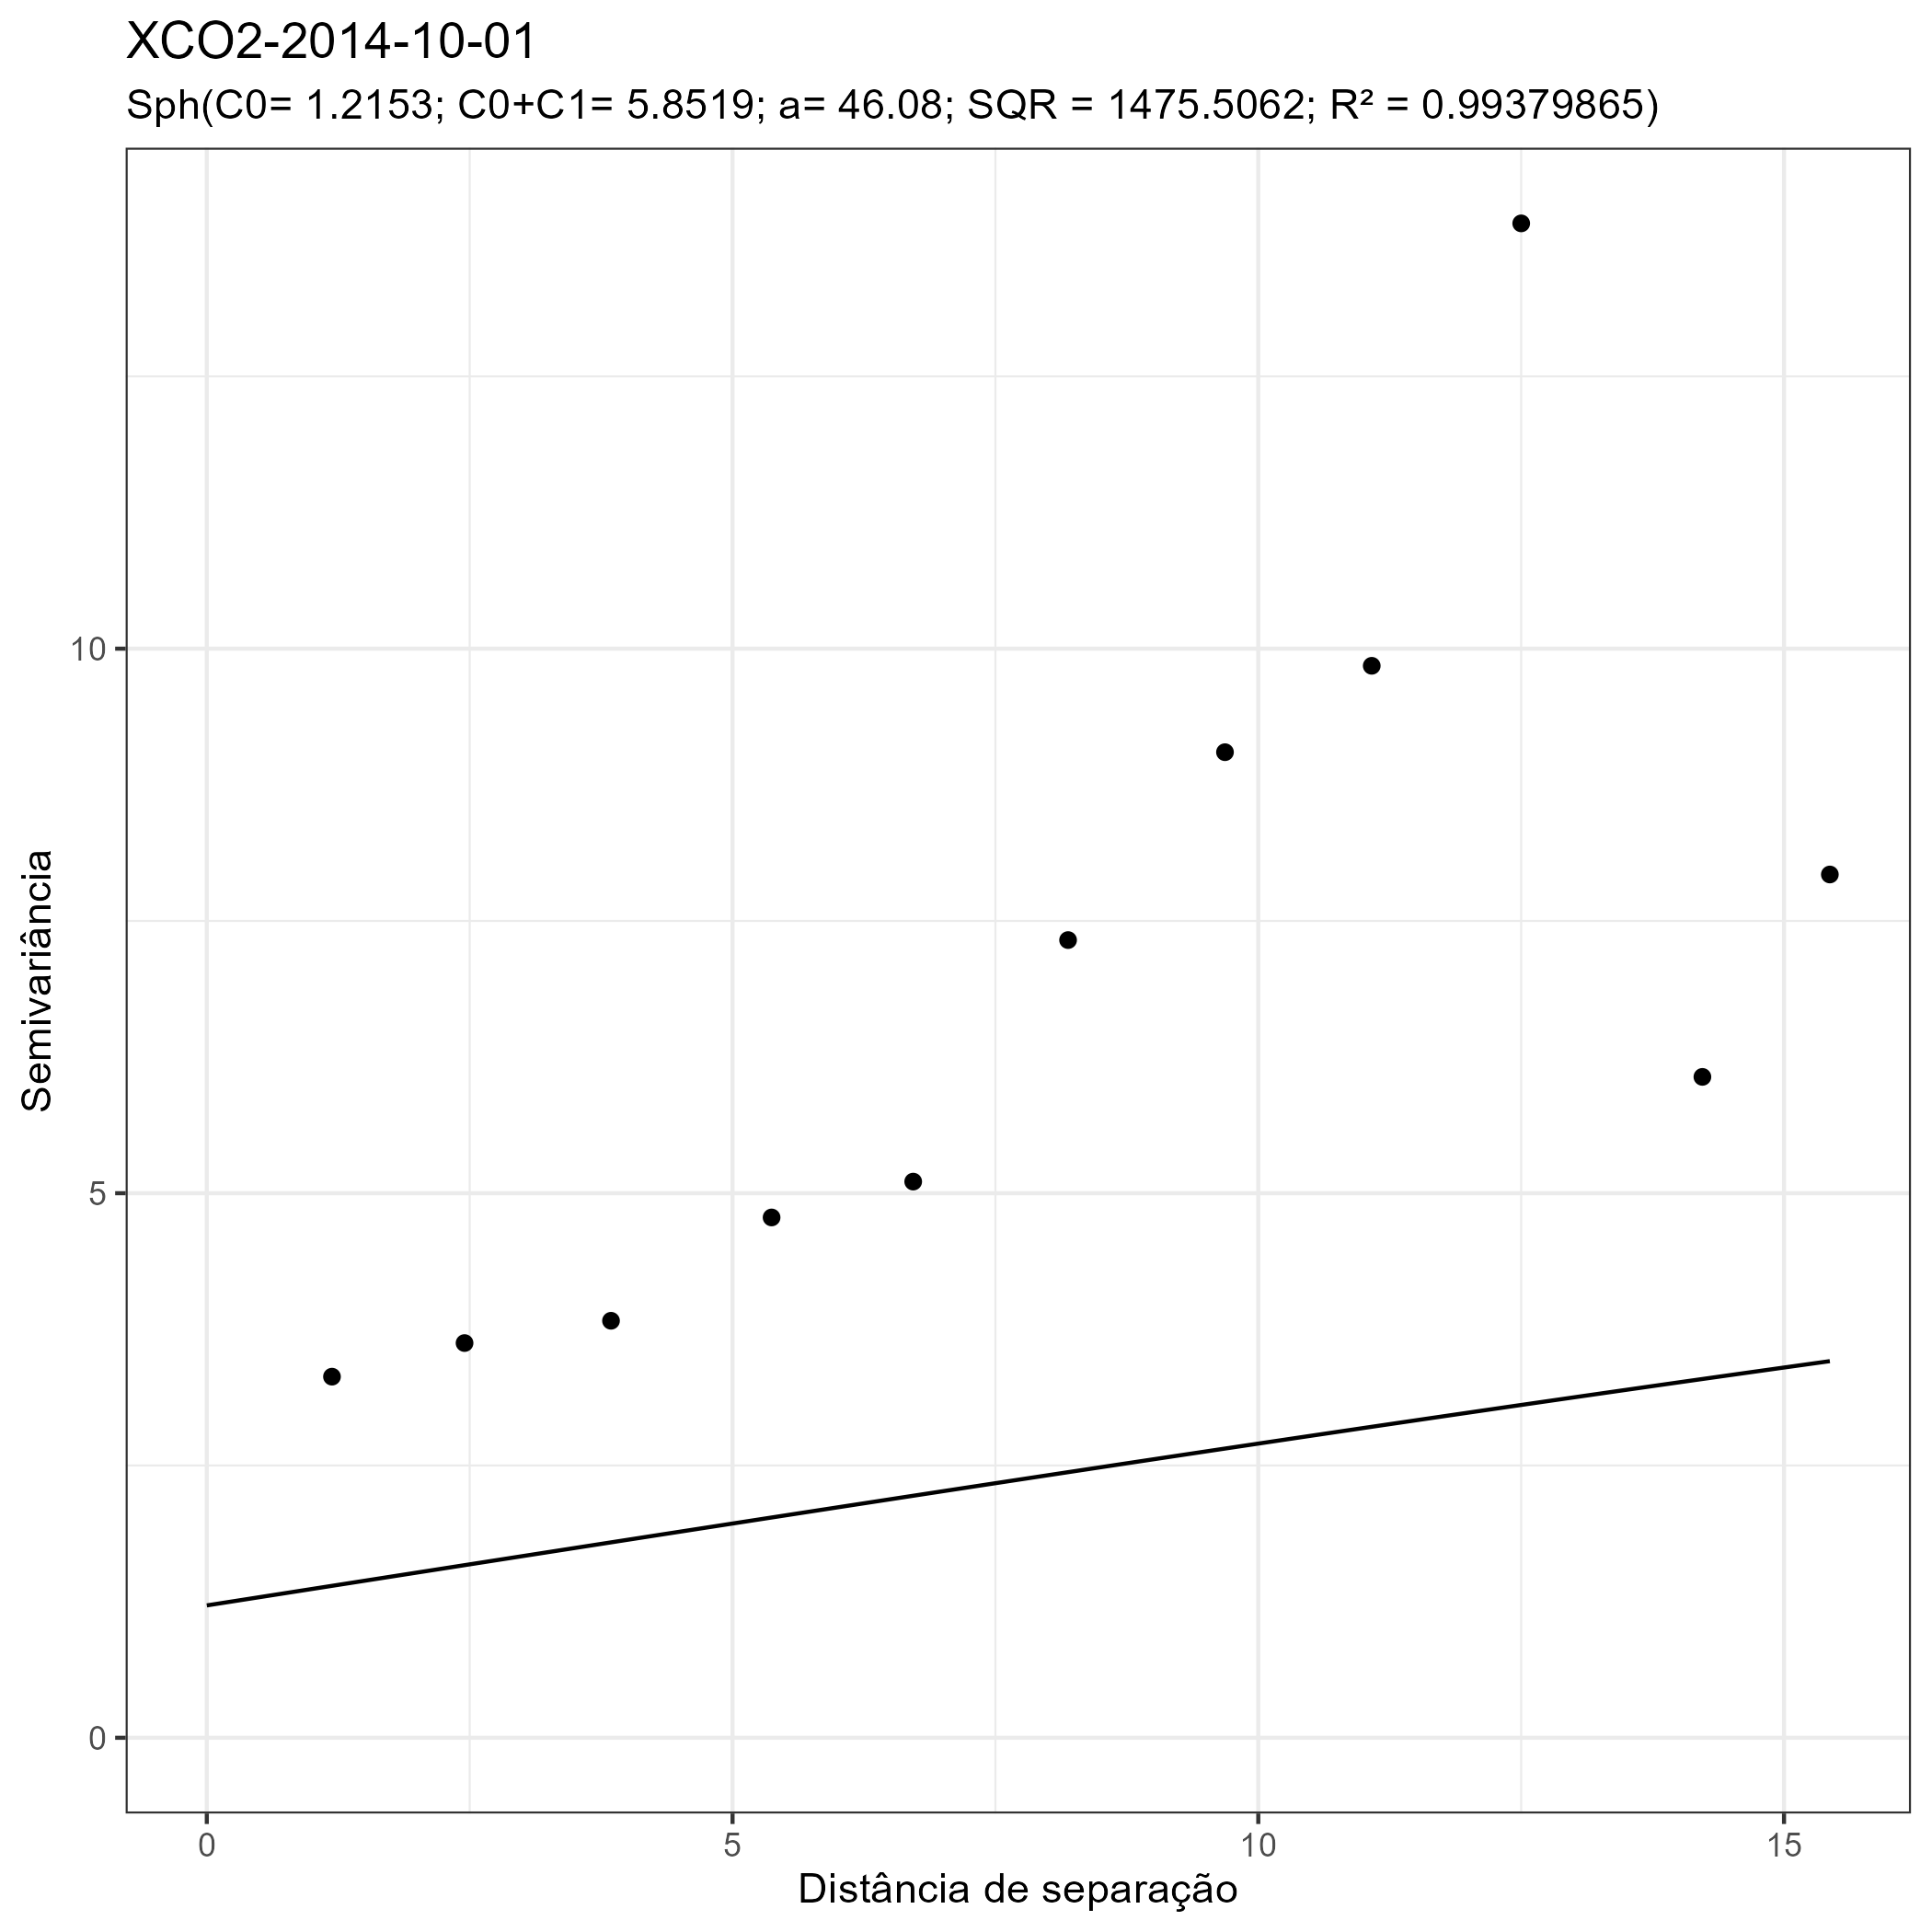 XCO2-2014-10-01
Sph(C0= 1.2153; C0+C1= 5.8519; a= 46.08; SQR = 1475.5062; R² = 0.99379865)
10
5
0
Semivariância
0 5 10 15
Distância de separação